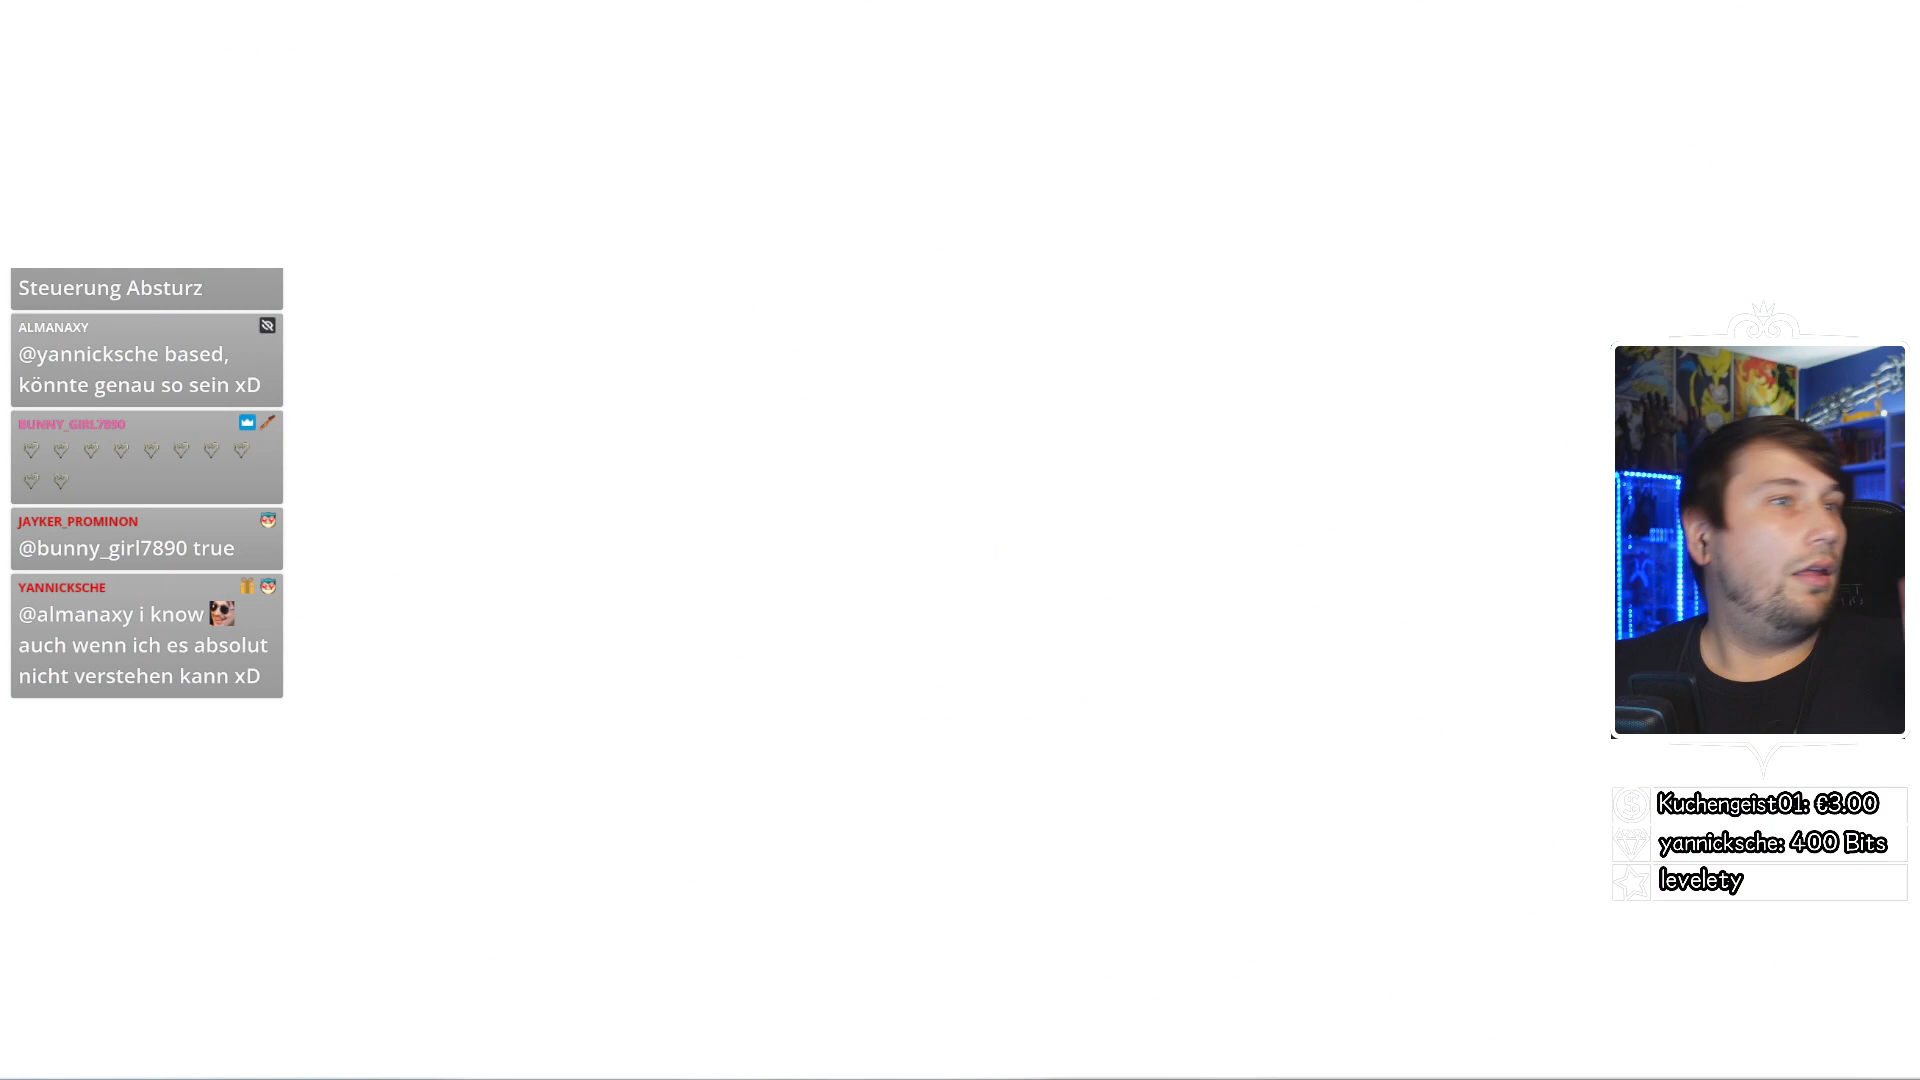 Steuerung Absturz
ALMANAXY
@yannicksche based,
könnte genau so sein xD
BUNNY_GIRL7890
JAYKER_PROMINON
@bunny_girl7890 true
YANNICKSCHE
@almanaxy i know
auch wenn ich es absolut
nicht verstehen kann xD
Kuchengeist01: €3.00
yannicksche: 400 Bits
levelety